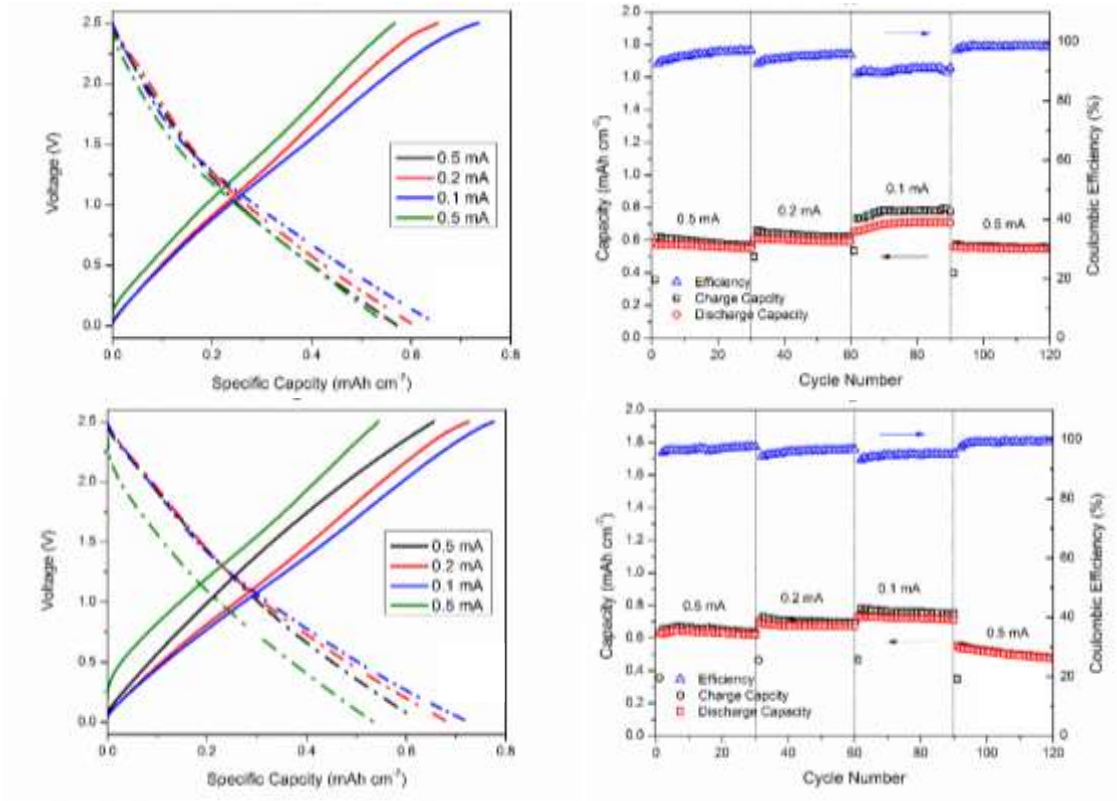 2.5
2.0
1.5
1.0
0.5
0.0
Voltage (V)
0.5 mA
0.2 mA
0.1 mA
0.5 mA
0.0 0.2 0.4 0.6 0.8
Specific Capcity (mAh cm⁻²)
2.0
1.8
1.6
1.4
1.2
1.0
0.8
0.6
0.4
0.2
0.0
Capacity (mAh cm⁻²)
100
80
60
40
20
0
Coulombic Efficiency (%)
0.5 mA
0.2 mA
0.1 mA
0.5 mA
Efficiency
Charge Capcity
Discharge Capacity
0 20 40 60 80 100 120
Cycle Number
2.5
2.0
1.5
1.0
0.5
0.0
Voltage (V)
0.5 mA
0.2 mA
0.1 mA
0.5 mA
0.0 0.2 0.4 0.6 0.8
Specific Capcity (mAh cm⁻²)
2.0
1.8
1.6
1.4
1.2
1.0
0.8
0.6
0.4
0.2
0.0
Capacity (mAh cm⁻²)
100
80
60
40
20
0
Coulombic Efficiency (%)
0.5 mA
0.2 mA
0.1 mA
0.5 mA
Efficiency
Charge Capcity
Discharge Capacity
0 20 40 60 80 100 120
Cycle Number